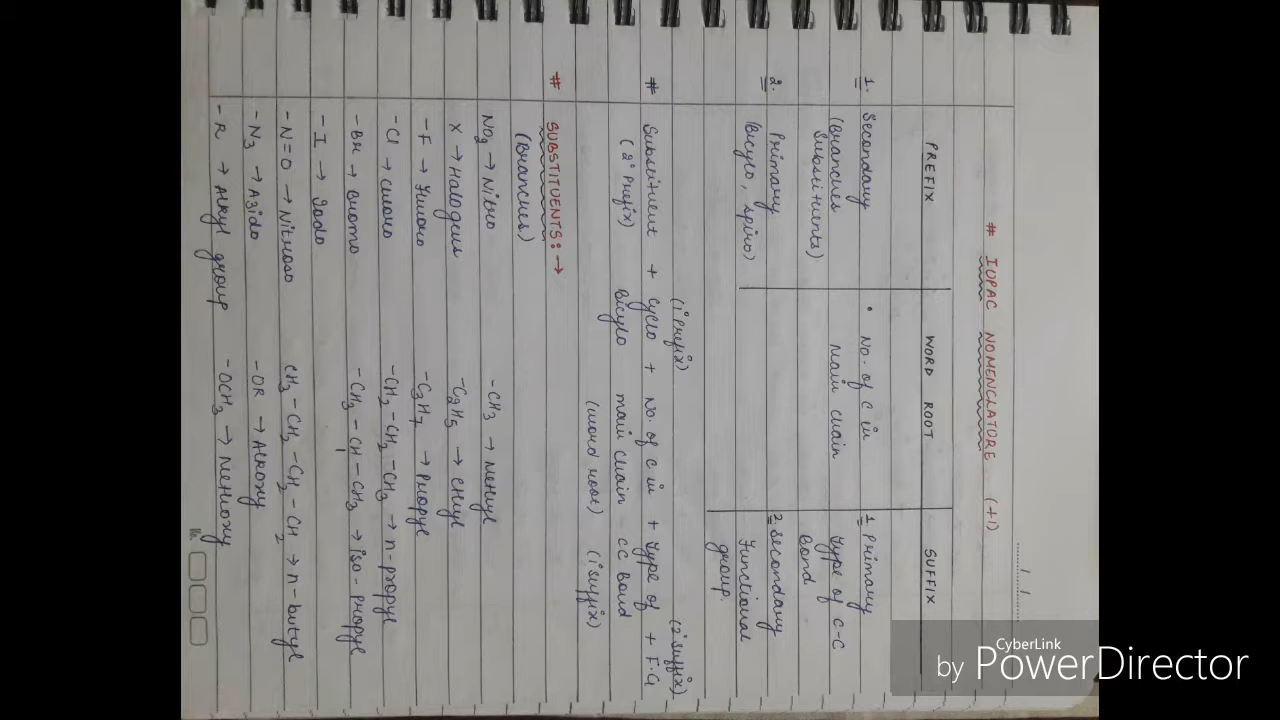 # IUPAC NOMENCLATURE (+1)
PREFIX WORD ROOT SUFFIX
1. Secondary • No. of C in 1 Primary
(Branches main chain type of C-C
Substituents) Bond
2. Primary 2 Secondary
(Bicyclo, spiro) Functional
group.
(1° Prefix) (2° suffix)
# Substituent + Cyclo + No. of C in + type of + F.G
(2° Prefix) Bicyclo main chain CC Bond
(word root) (1° suffix)
# SUBSTITUENTS: →
(Branches)
NO2 → Nitro -CH3 → Methyl
X → Halogens -C2H5 → Ethyl
-F → Fluoro -C3H7 → Propyl
-Cl → Chloro -CH2-CH2-CH3 → n-propyl
-Br → Bromo -CH3-CH-CH3 → iso-Propyl
-I → Iodo
-N=O → Nitroso CH3-CH2-CH2-CH2 → n-butyl
-N3 → Azido -OR → Alkoxy
-R → Alkyl group -OCH3 → Methoxy
CyberLink
by PowerDirector